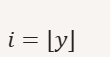 i = ⌊y⌋